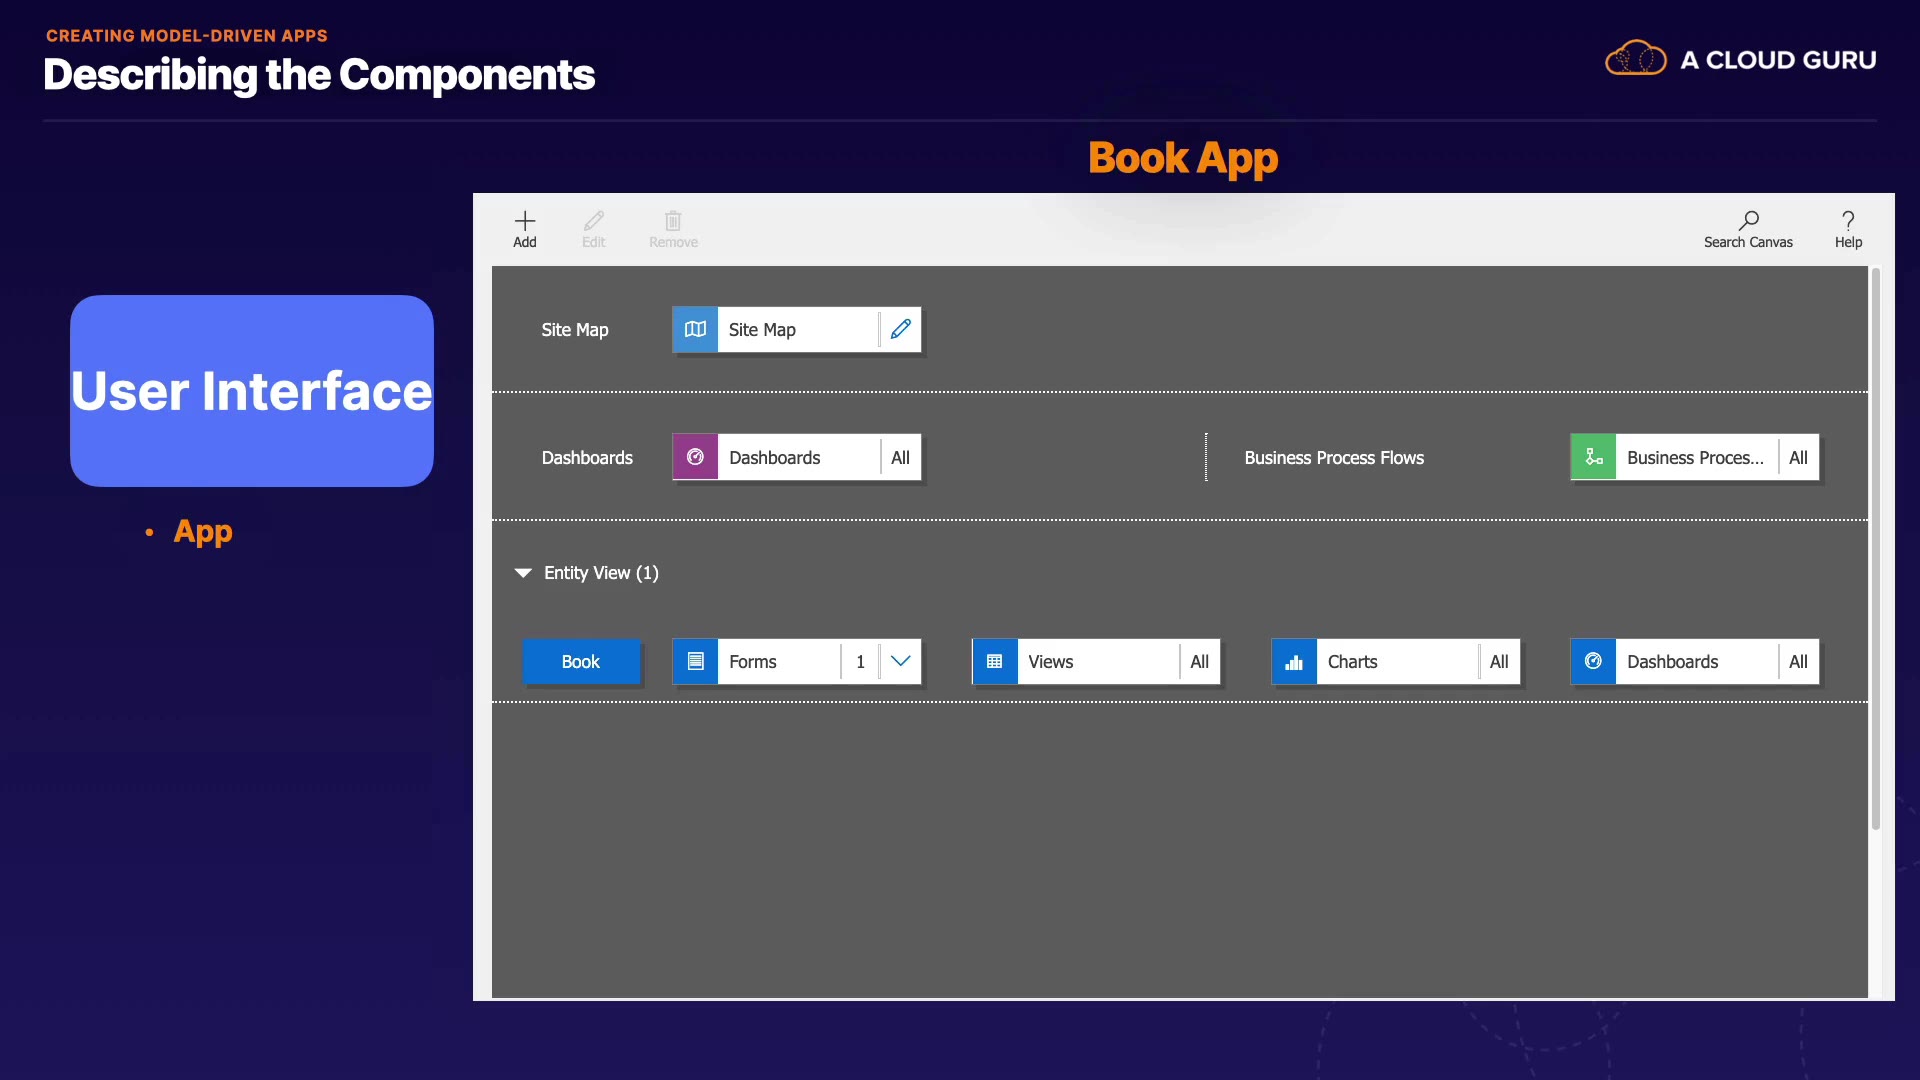 CREATING MODEL-DRIVEN APPS
Describing the Components
A CLOUD GURU
Book App
Add
Edit
Remove
Search Canvas
Help
User Interface
• App
Site Map
Site Map
Dashboards
Dashboards
All
Business Process Flows
Business Proces...
All
Entity View (1)
Book
Forms
1
Views
All
Charts
All
Dashboards
All